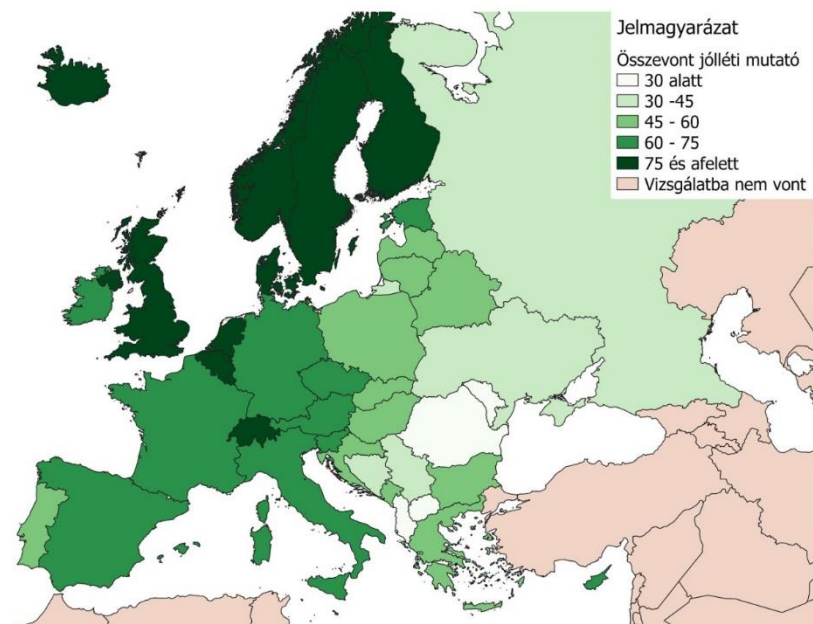 Jelmagyarázat
Összevont jólléti mutató
30 alatt
30 -45
45 - 60
60 - 75
75 és afelett
Vizsgálatba nem vont